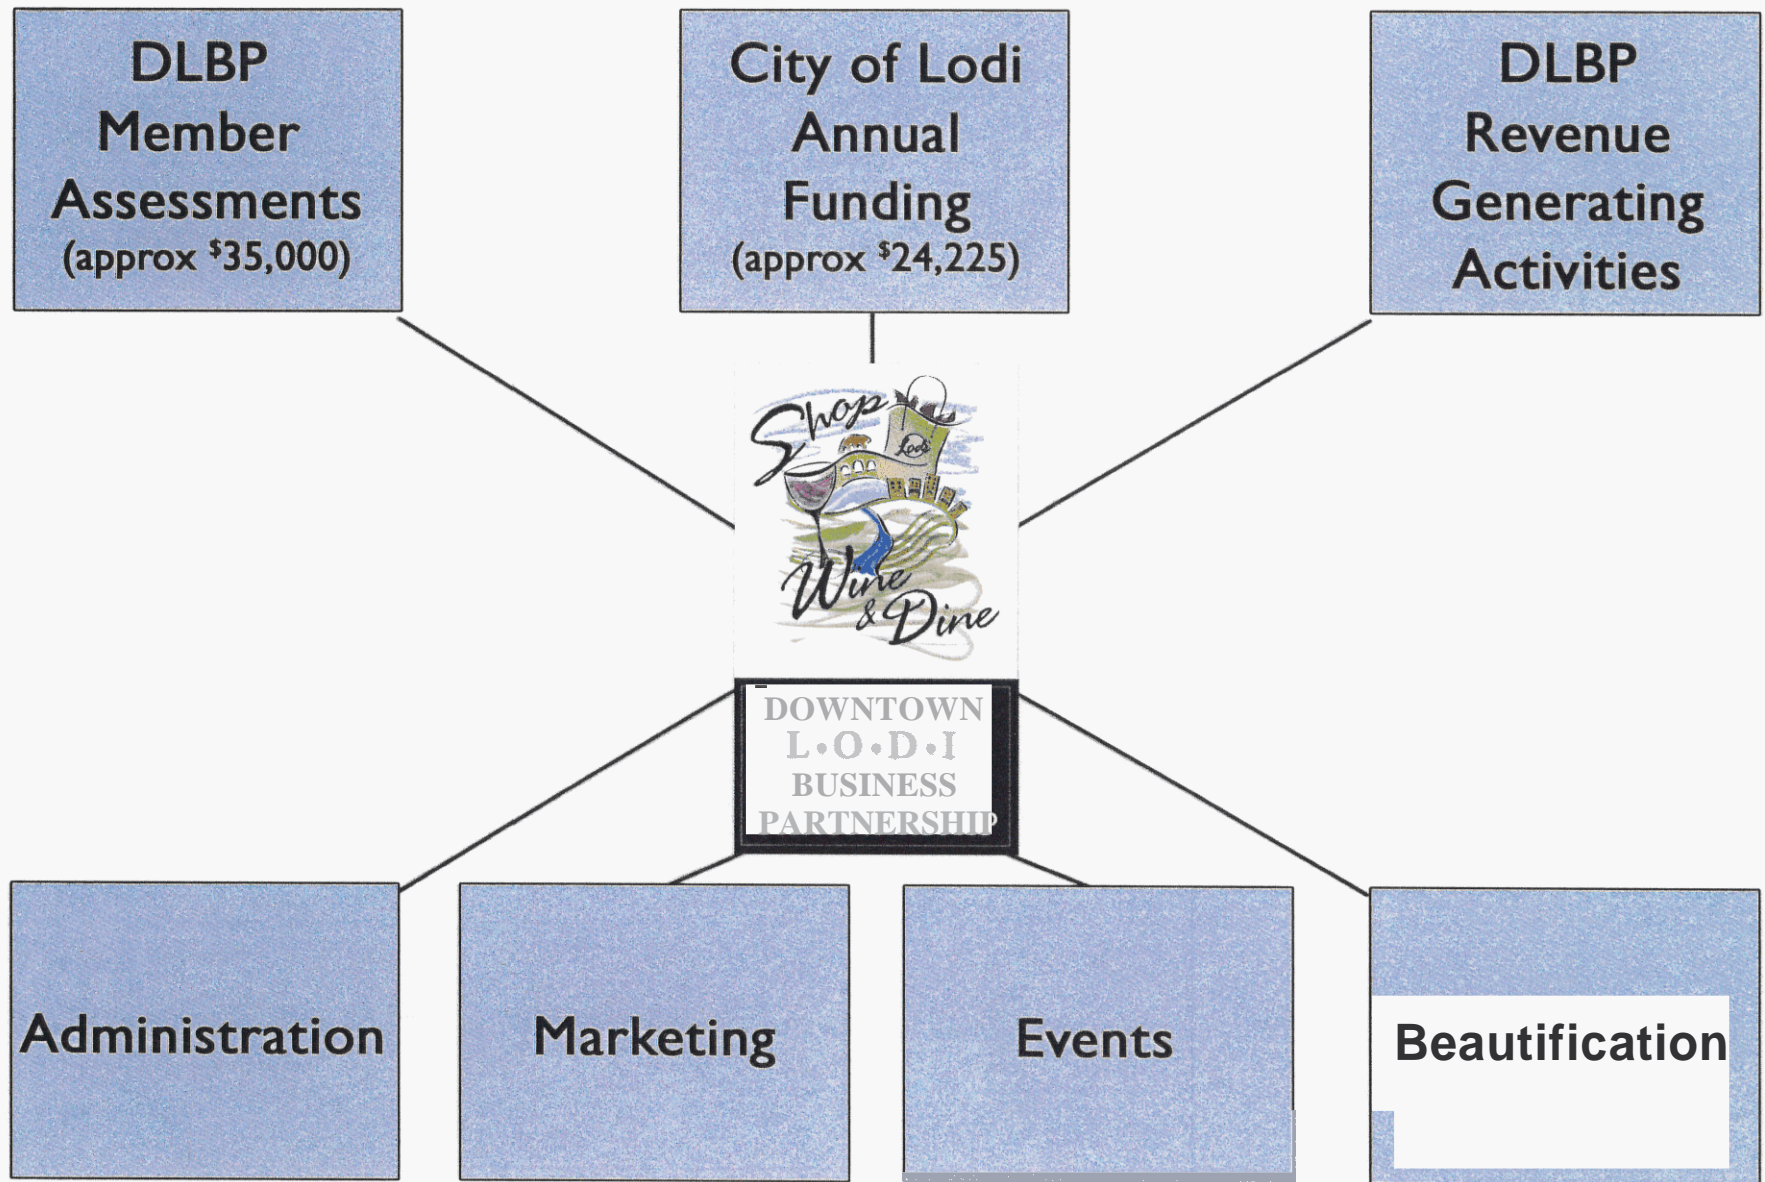 DLBP
Member
Assessments
(approx $35,000)
City of Lodi
Annual
Funding
(approx $24,225)
DLBP
Revenue
Generating
Activities
Shop
Lodi
Wine
& Dine
DOWNTOWN
L•O•D•I
BUSINESS
PARTNERSHIP
Administration
Marketing
Events
Beautification